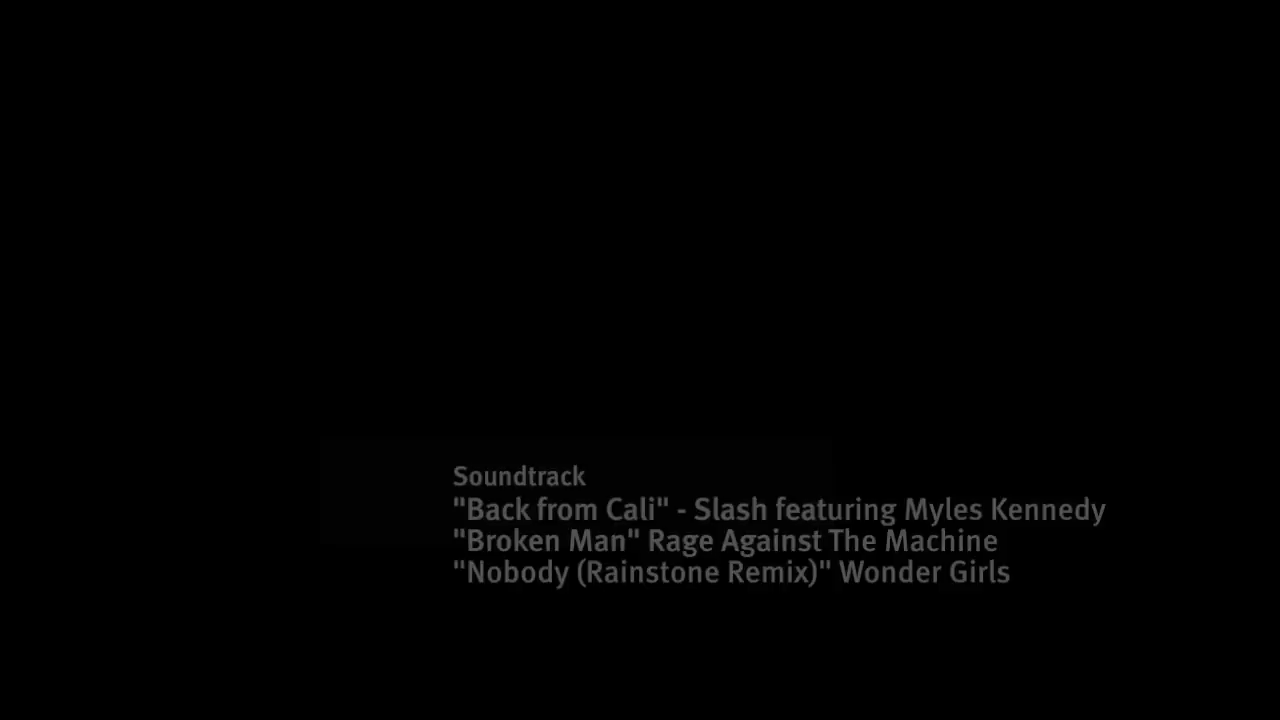 Soundtrack
"Back from Cali" - Slash featuring Myles Kennedy
"Broken Man" Rage Against The Machine
"Nobody (Rainstone Remix)" Wonder Girls